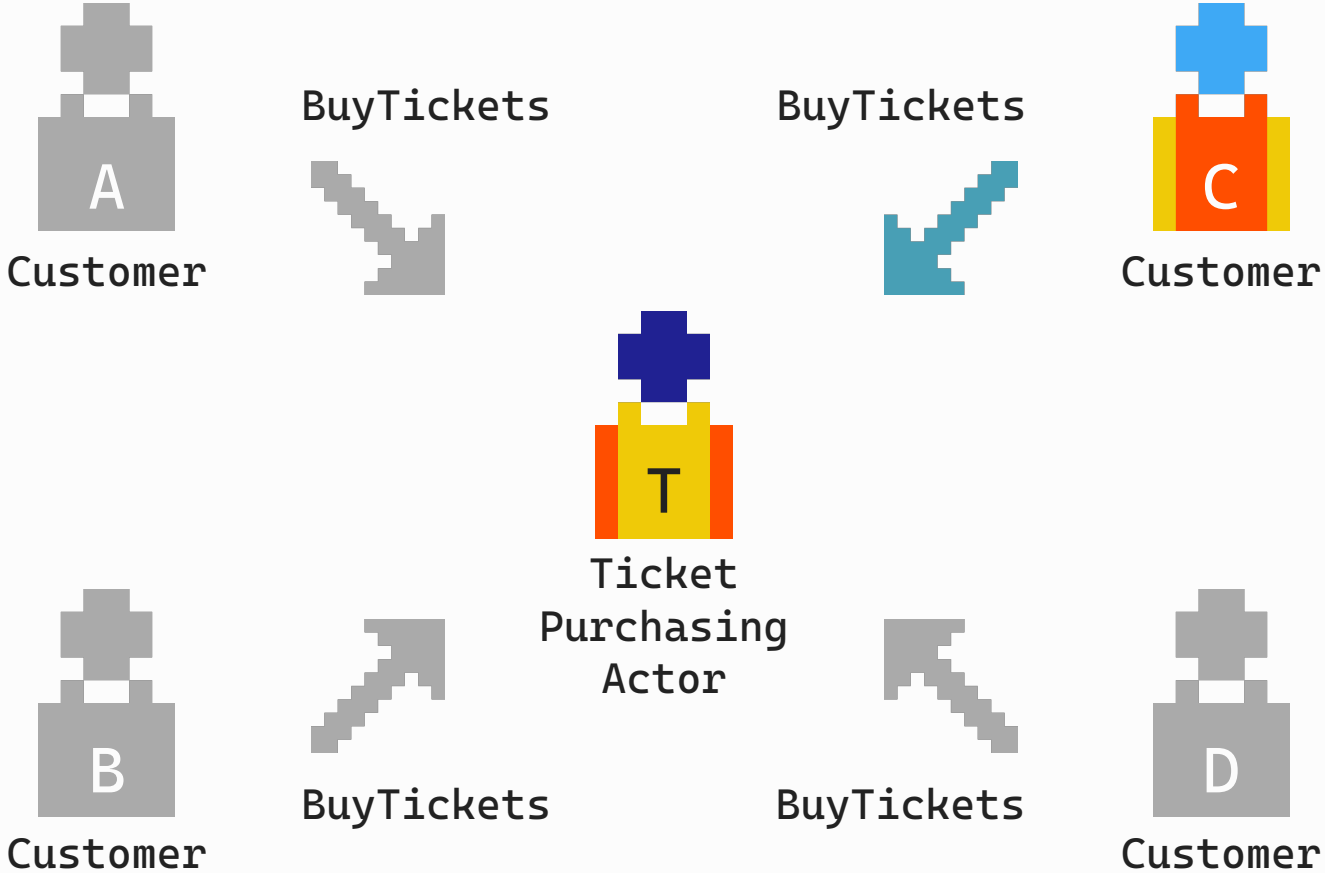 BuyTickets
BuyTickets
A
C
Customer
Customer
T
Ticket
Purchasing
Actor
B
D
BuyTickets
BuyTickets
Customer
Customer